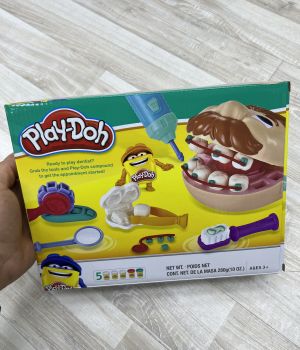 Play-Doh
Ready to play dentist?
Grab the tools and Play-Doh compound
to get the appointment started!
Play-Doh
5
NET WT. • POIDS NET
CONT. NET. DE LA MASA 280g(10 OZ.)
AGES 3+